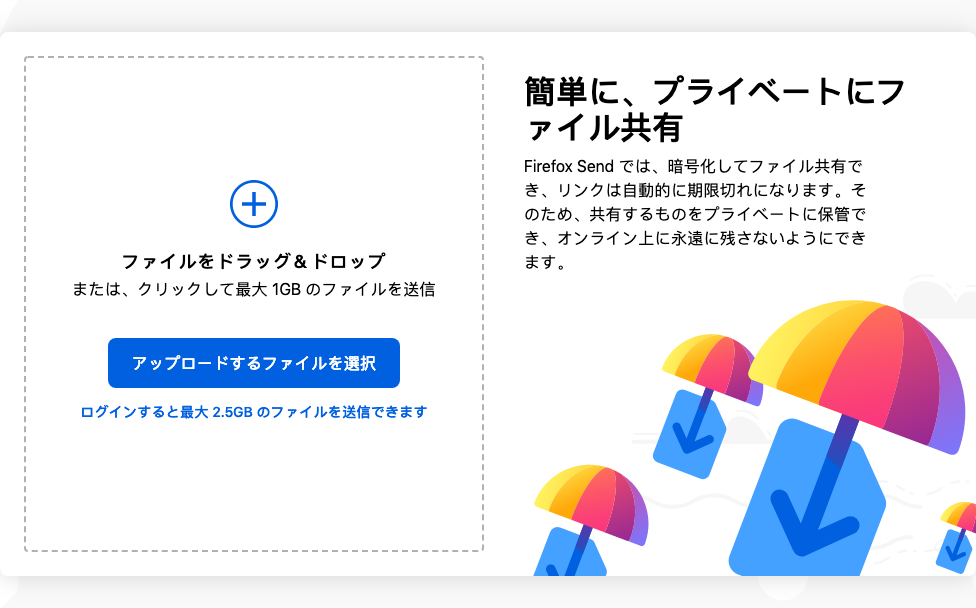 ファイルをドラッグ＆ドロップ
または、クリックして最大 1GB のファイルを送信
アップロードするファイルを選択
ログインすると最大 2.5GB のファイルを送信できます
簡単に、プライベートにフ
ァイル共有
Firefox Send では、暗号化してファイル共有で
き、リンクは自動的に期限切れになります。そ
のため、共有するものをプライベートに保管で
き、オンライン上に永遠に残さないようにでき
ます。